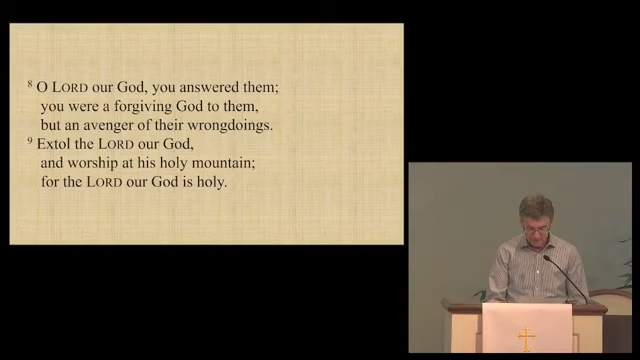 8 O LORD our God, you answered them;
you were a forgiving God to them,
but an avenger of their wrongdoings.
9 Extol the LORD our God,
and worship at his holy mountain;
for the LORD our God is holy.